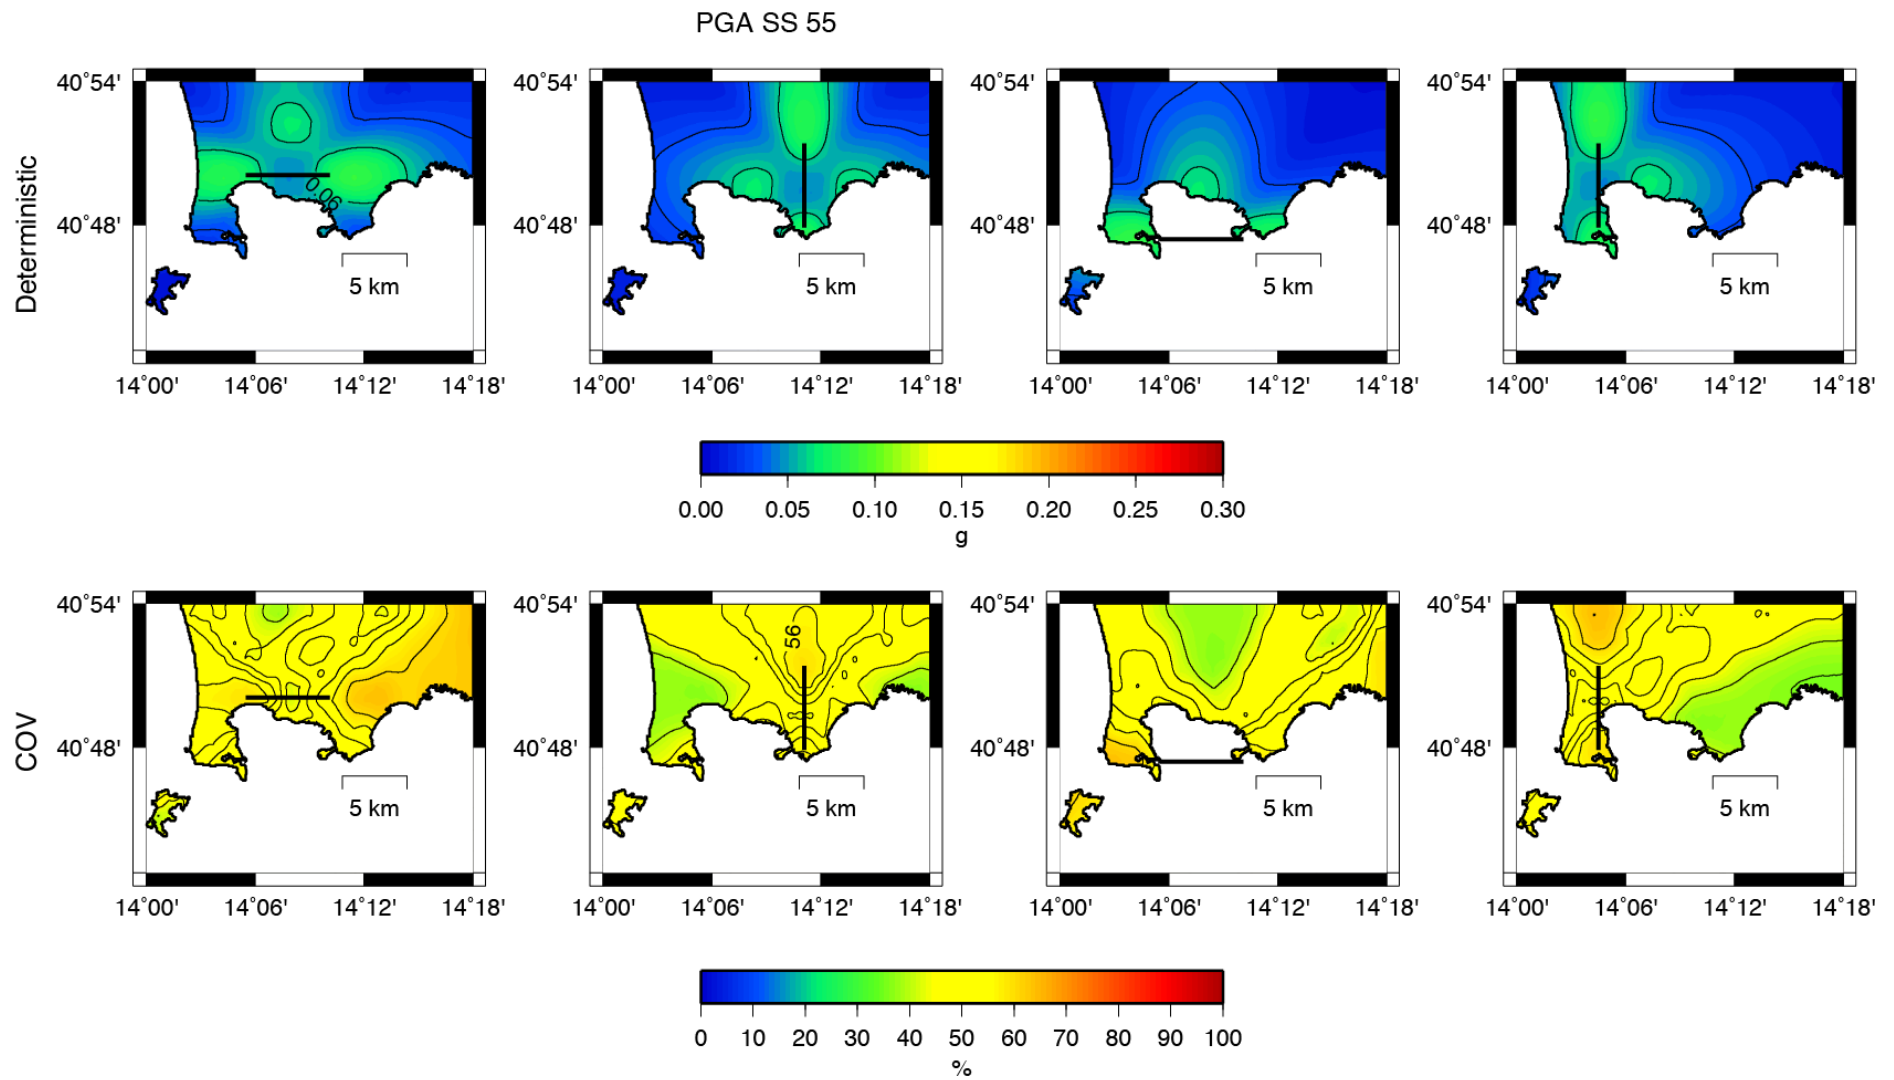 PGA SS 55
Deterministic
40°54' 40°54' 40°54' 40°54'
0.06
40°48' 40°48' 40°48' 40°48'
5 km 5 km 5 km 5 km
14°00' 14°06' 14°12' 14°18' 14°00' 14°06' 14°12' 14°18' 14°00' 14°06' 14°12' 14°18' 14°00' 14°06' 14°12' 14°18'
0.00 0.05 0.10 0.15 0.20 0.25 0.30
g
COV
40°54' 40°54' 40°54' 40°54'
56
40°48' 40°48' 40°48' 40°48'
5 km 5 km 5 km 5 km
14°00' 14°06' 14°12' 14°18' 14°00' 14°06' 14°12' 14°18' 14°00' 14°06' 14°12' 14°18' 14°00' 14°06' 14°12' 14°18'
0 10 20 30 40 50 60 70 80 90 100
%